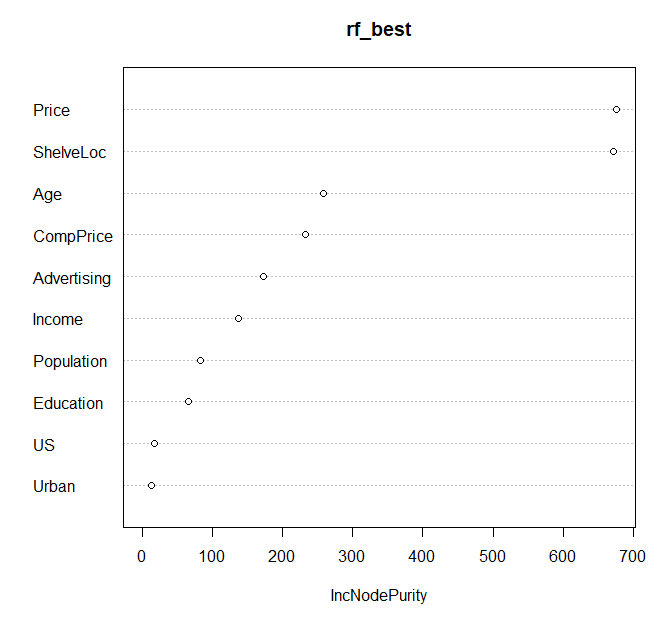 rf_best
Price
ShelveLoc
Age
CompPrice
Advertising
Income
Population
Education
US
Urban
0 100 200 300 400 500 600 700
IncNodePurity